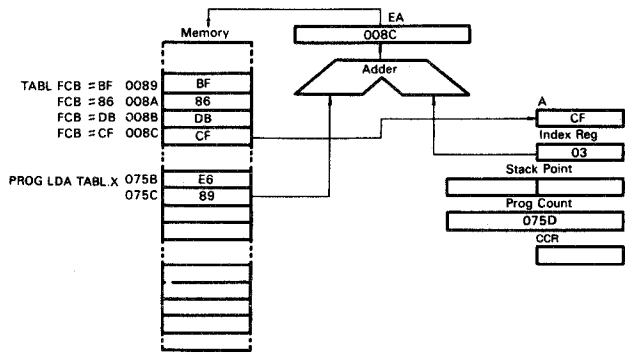 EA
Memory
008C
Adder
TABL FCB = BF 0089 BF
FCB = 86 008A 86
FCB = DB 008B DB
FCB = CF 008C CF
A
CF
Index Reg
03
PROG LDA TABL.X 075B E6
075C 89
Stack Point
Prog Count
075D
CCR